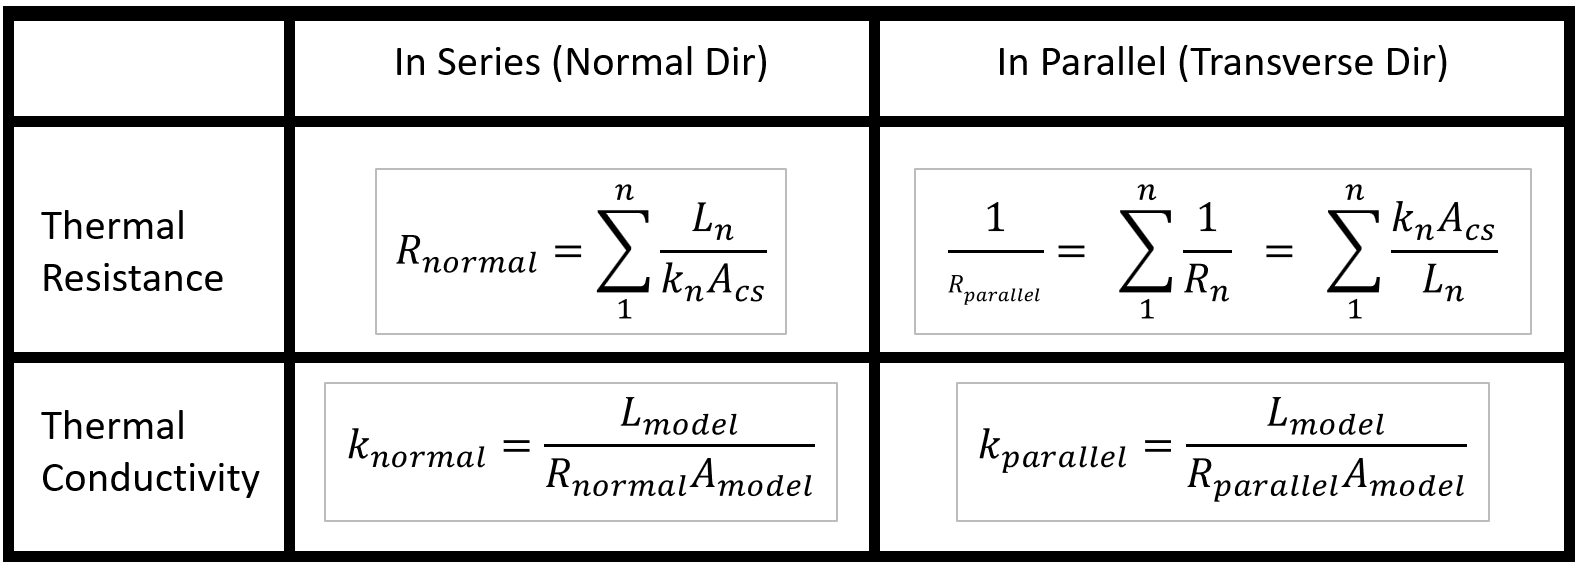 In Series (Normal Dir)
In Parallel (Transverse Dir)
Thermal
Resistance
R_{normal} = \sum_{1}^{n} \frac{L_n}{k_n A_{cs}}
\frac{1}{R_{parallel}} = \sum_{1}^{n} \frac{1}{R_n} = \sum_{1}^{n} \frac{k_n A_{cs}}{L_n}
Thermal
Conductivity
k_{normal} = \frac{L_{model}}{R_{normal} A_{model}}
k_{parallel} = \frac{L_{model}}{R_{parallel} A_{model}}